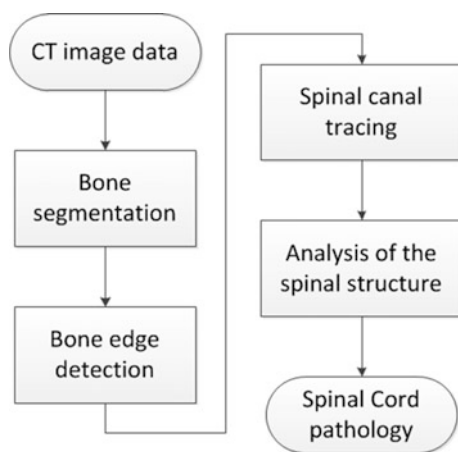 CT image data
Bone
segmentation
Bone edge
detection
Spinal canal
tracing
Analysis of the
spinal structure
Spinal Cord
pathology